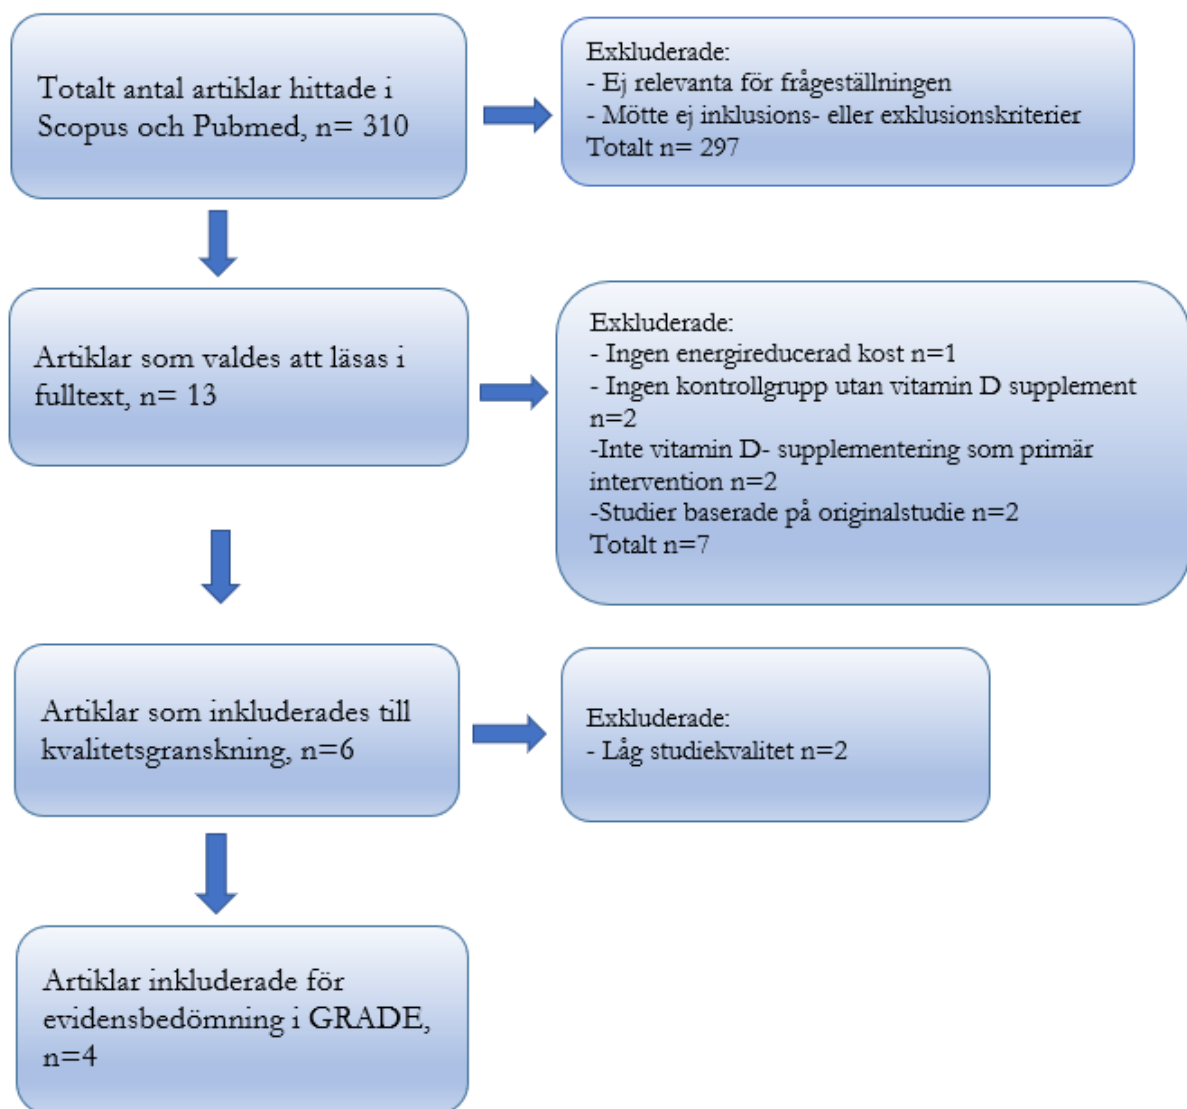 Totalt antal artiklar hittade i
Scopus och Pubmed, n= 310
Exkluderade:
- Ej relevanta för frågeställningen
- Mötte ej inklusions- eller exklusionskriterier
Totalt n= 297
Artiklar som valdes att läsas i
fulltext, n= 13
Exkluderade:
- Ingen energireducerad kost n=1
- Ingen kontrollgrupp utan vitamin D supplement
n=2
-Inte vitamin D- supplementering som primär
intervention n=2
-Studier baserade på originalstudie n=2
Totalt n=7
Artiklar som inkluderades till
kvalitetsgranskning, n=6
Exkluderade:
- Låg studiekvalitet n=2
Artiklar inkluderade för
evidensbedömning i GRADE,
n=4